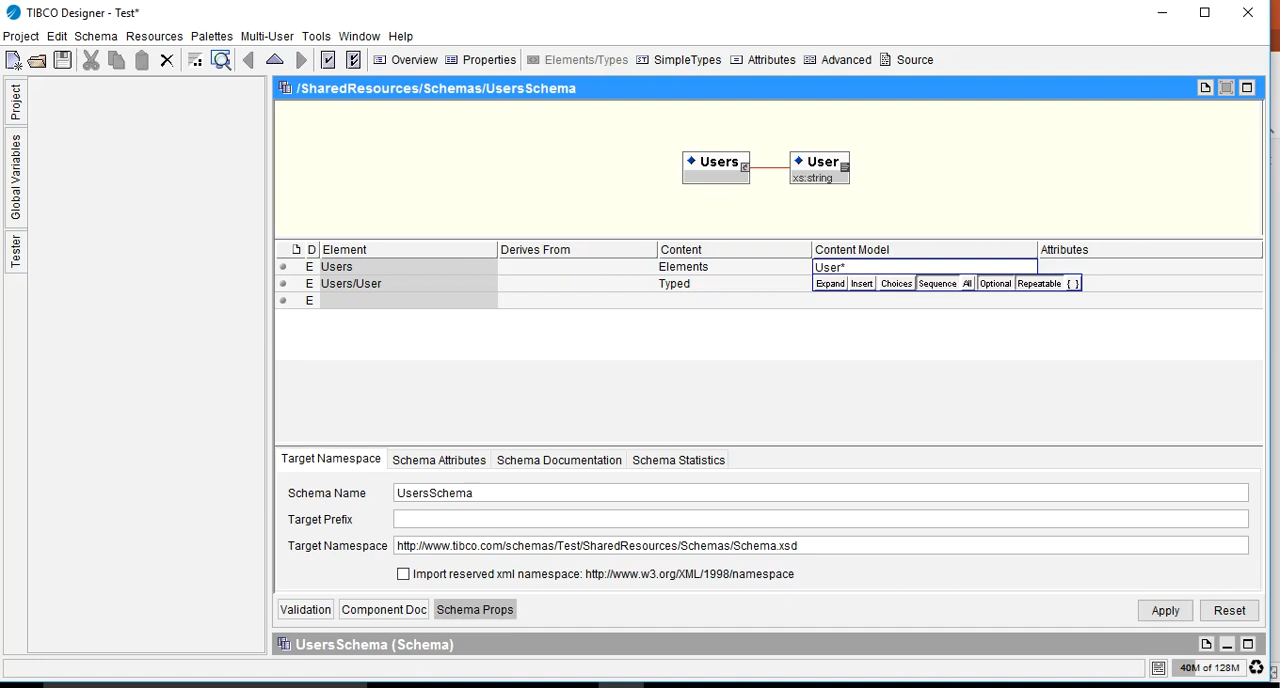 TIBCO Designer - Test*
Project Edit Schema Resources Palettes Multi-User Tools Window Help
Overview Properties Elements/Types SimpleTypes Attributes Advanced Source
Project
Global Variables
Tester
/SharedResources/Schemas/UsersSchema
Users User
xs:string
D Element Derives From Content Content Model Attributes
E Users Elements User*
E Users/User Typed Expand Insert Choices Sequence All Optional Repeatable { }
E
Target Namespace Schema Attributes Schema Documentation Schema Statistics
Schema Name UsersSchema
Target Prefix
Target Namespace http://www.tibco.com/schemas/Test/SharedResources/Schemas/Schema.xsd
Import reserved xml namespace: http://www.w3.org/XML/1998/namespace
Validation Component Doc Schema Props Apply Reset
UsersSchema (Schema)
40M of 128M